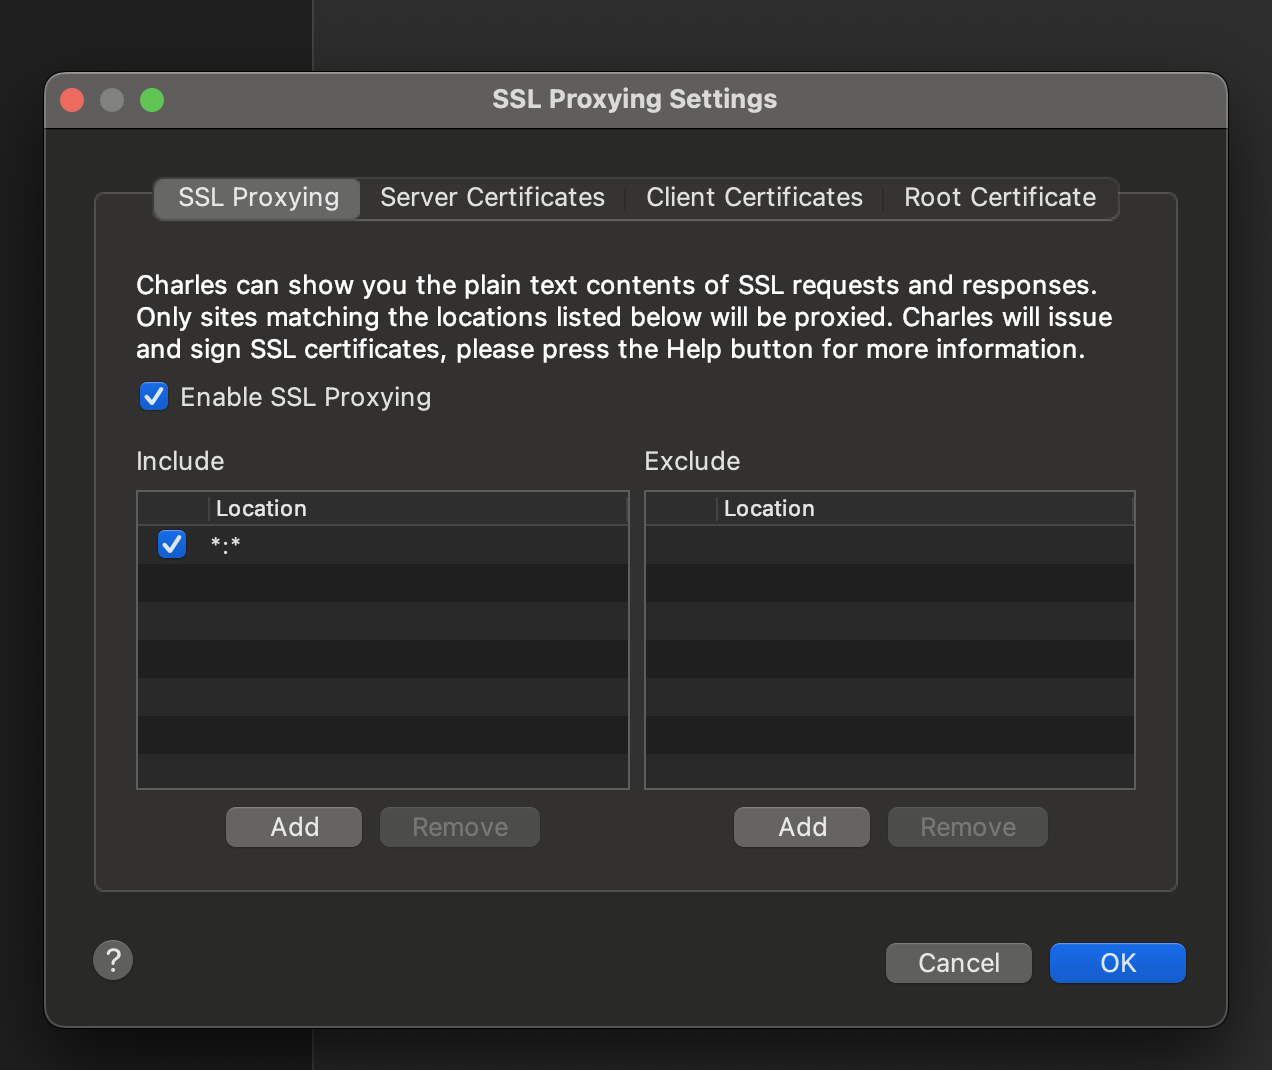 SSL Proxying Settings
SSL Proxying Server Certificates Client Certificates Root Certificate
Charles can show you the plain text contents of SSL requests and responses.
Only sites matching the locations listed below will be proxied. Charles will issue
and sign SSL certificates, please press the Help button for more information.
Enable SSL Proxying
Include Exclude
Location Location
*:*
Add Remove Add Remove
? Cancel OK